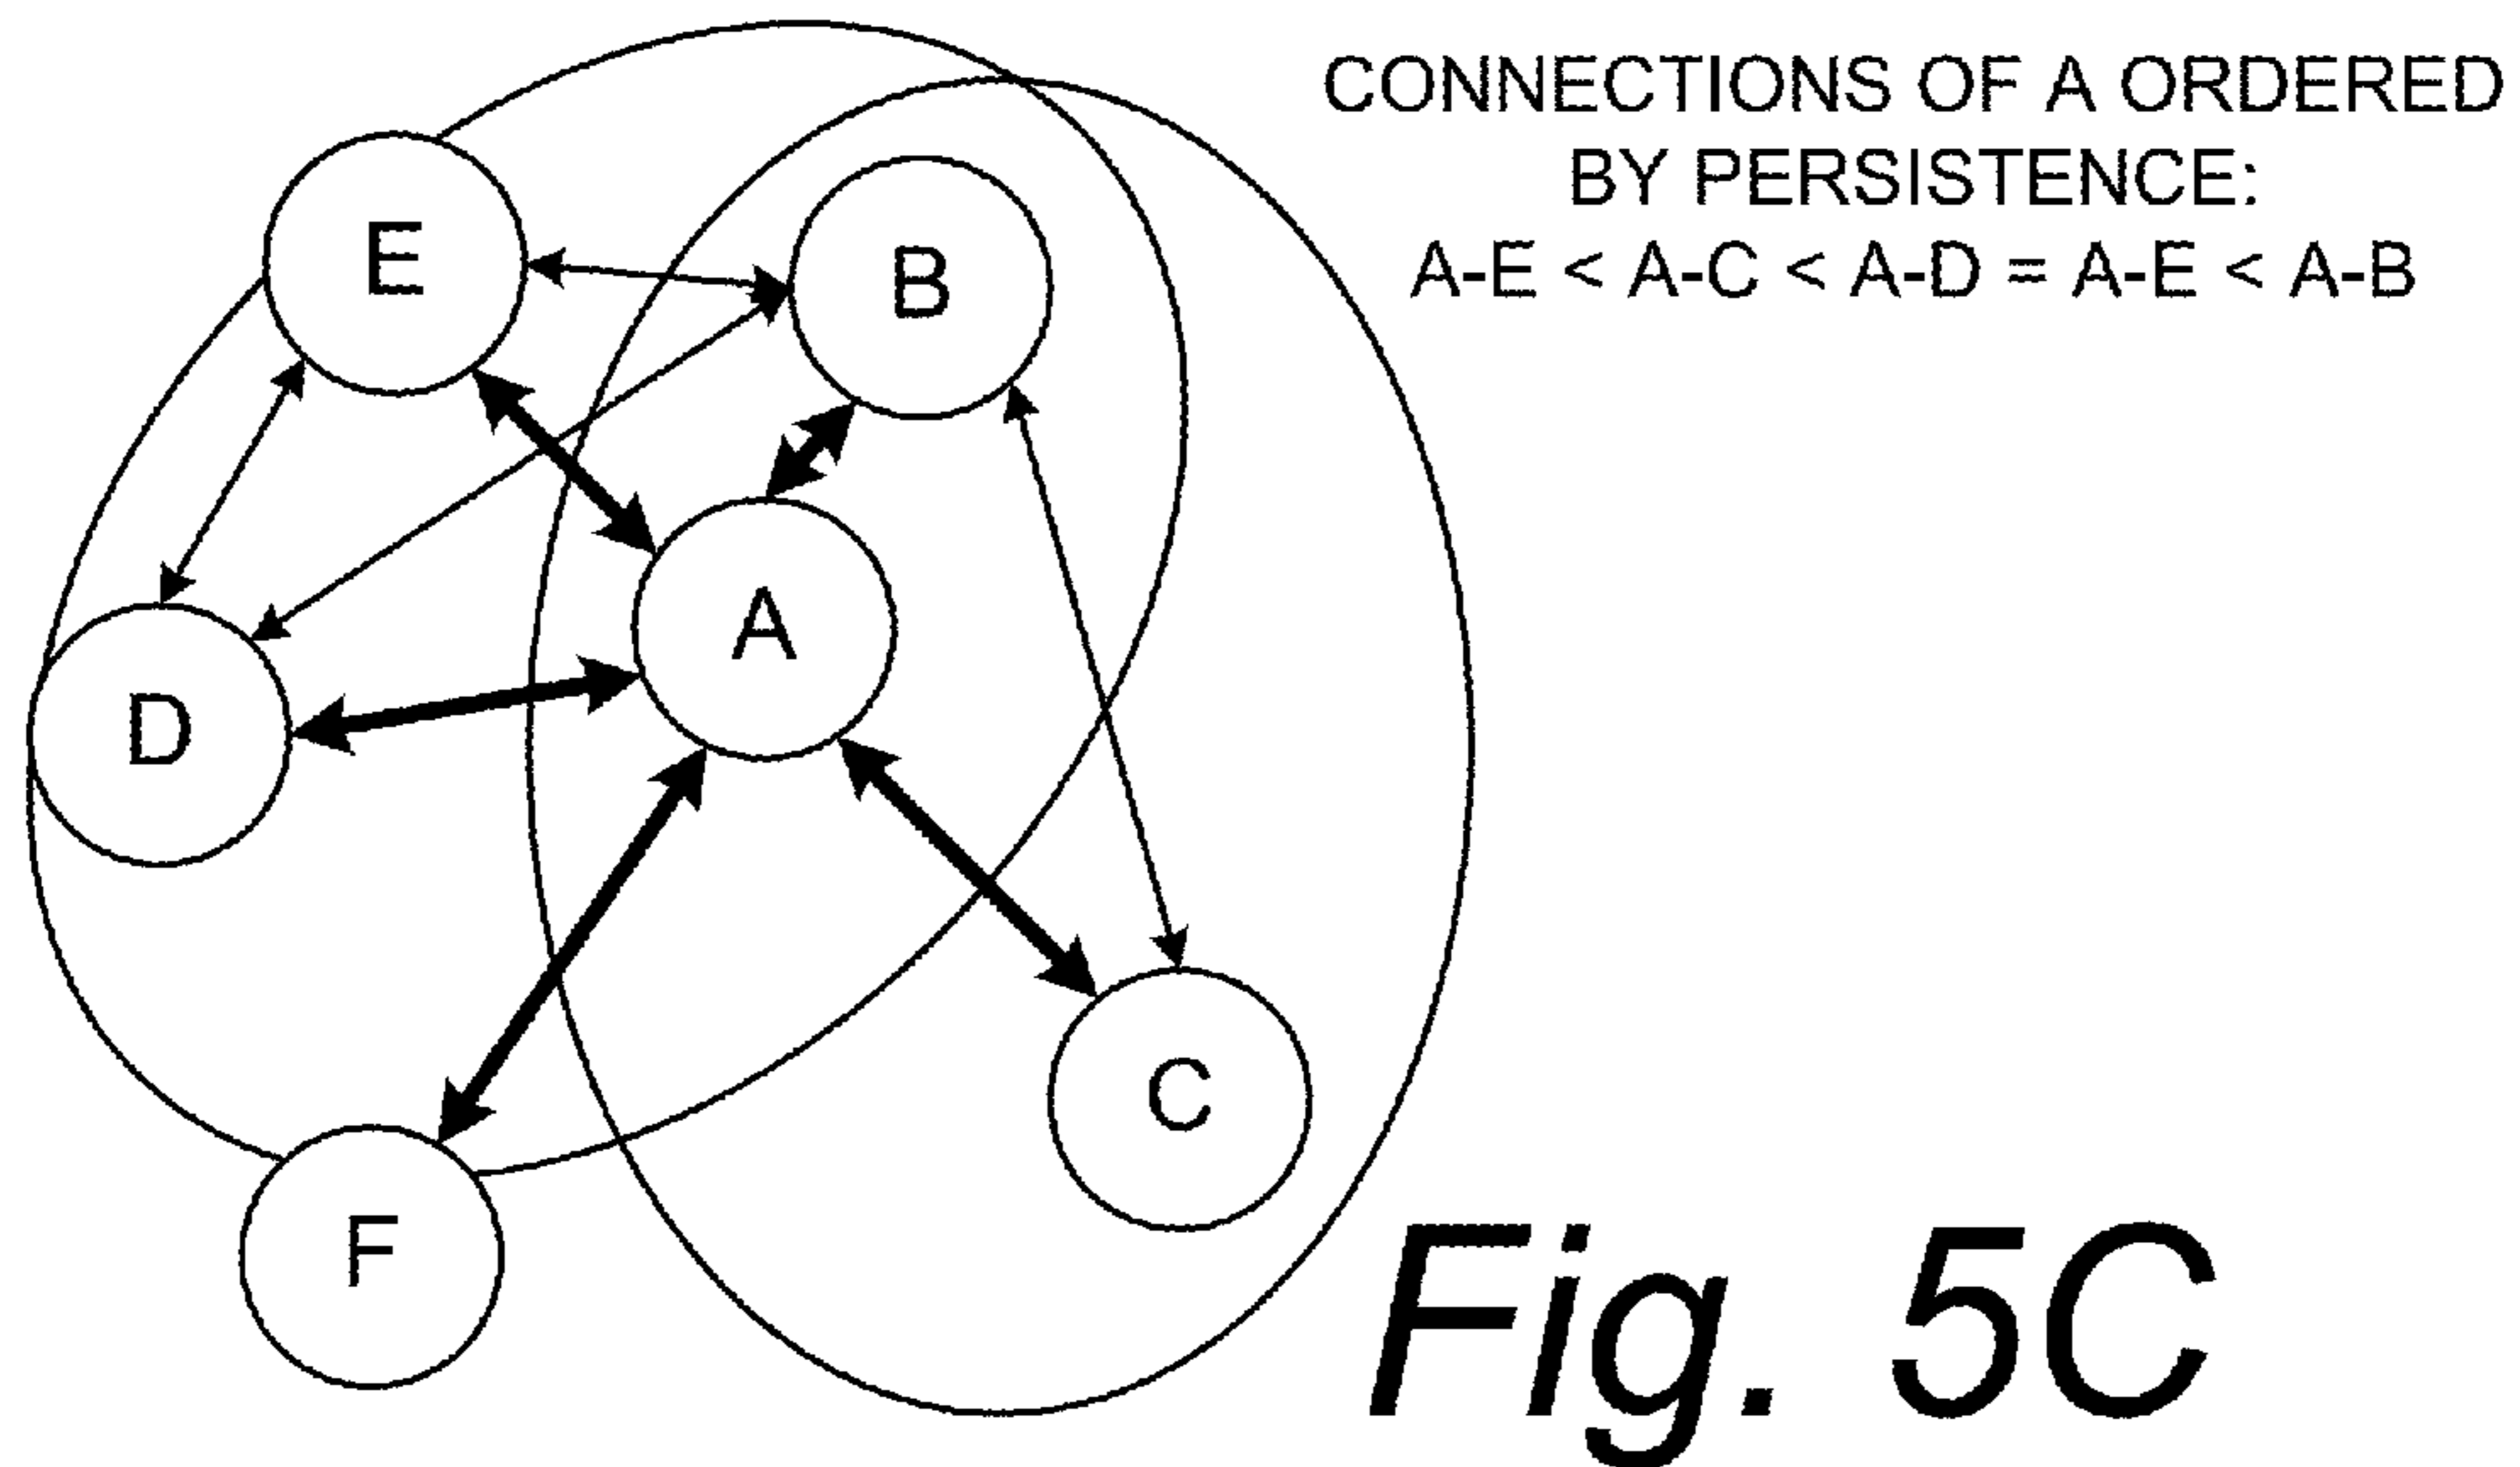 CONNECTIONS OF A ORDERED
BY PERSISTENCE:
A-E < A-C < A-D = A-E < A-B
E
B
A
D
C
F
Fig. 5C